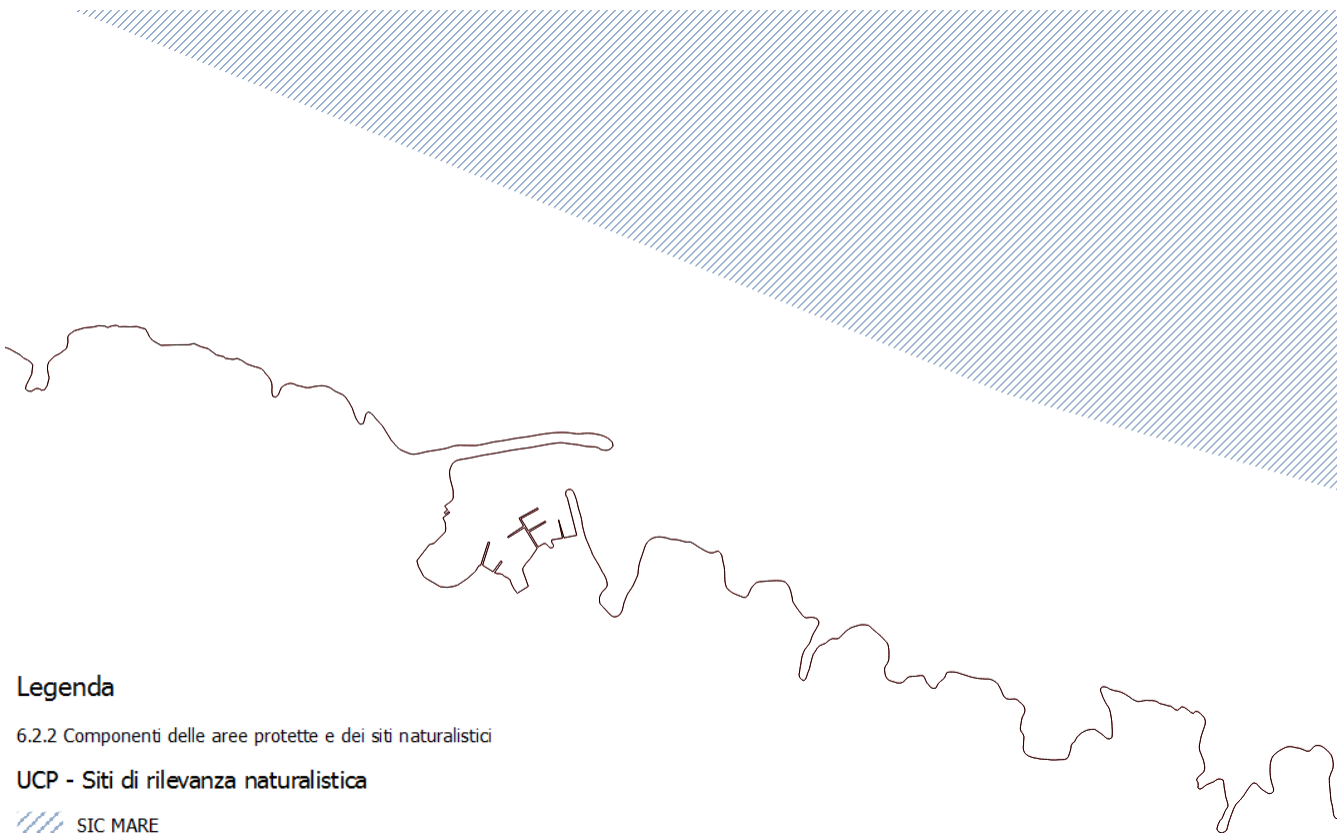 Legenda
6.2.2 Componenti delle aree protette e dei siti naturalistici
UCP - Siti di rilevanza naturalistica
SIC MARE